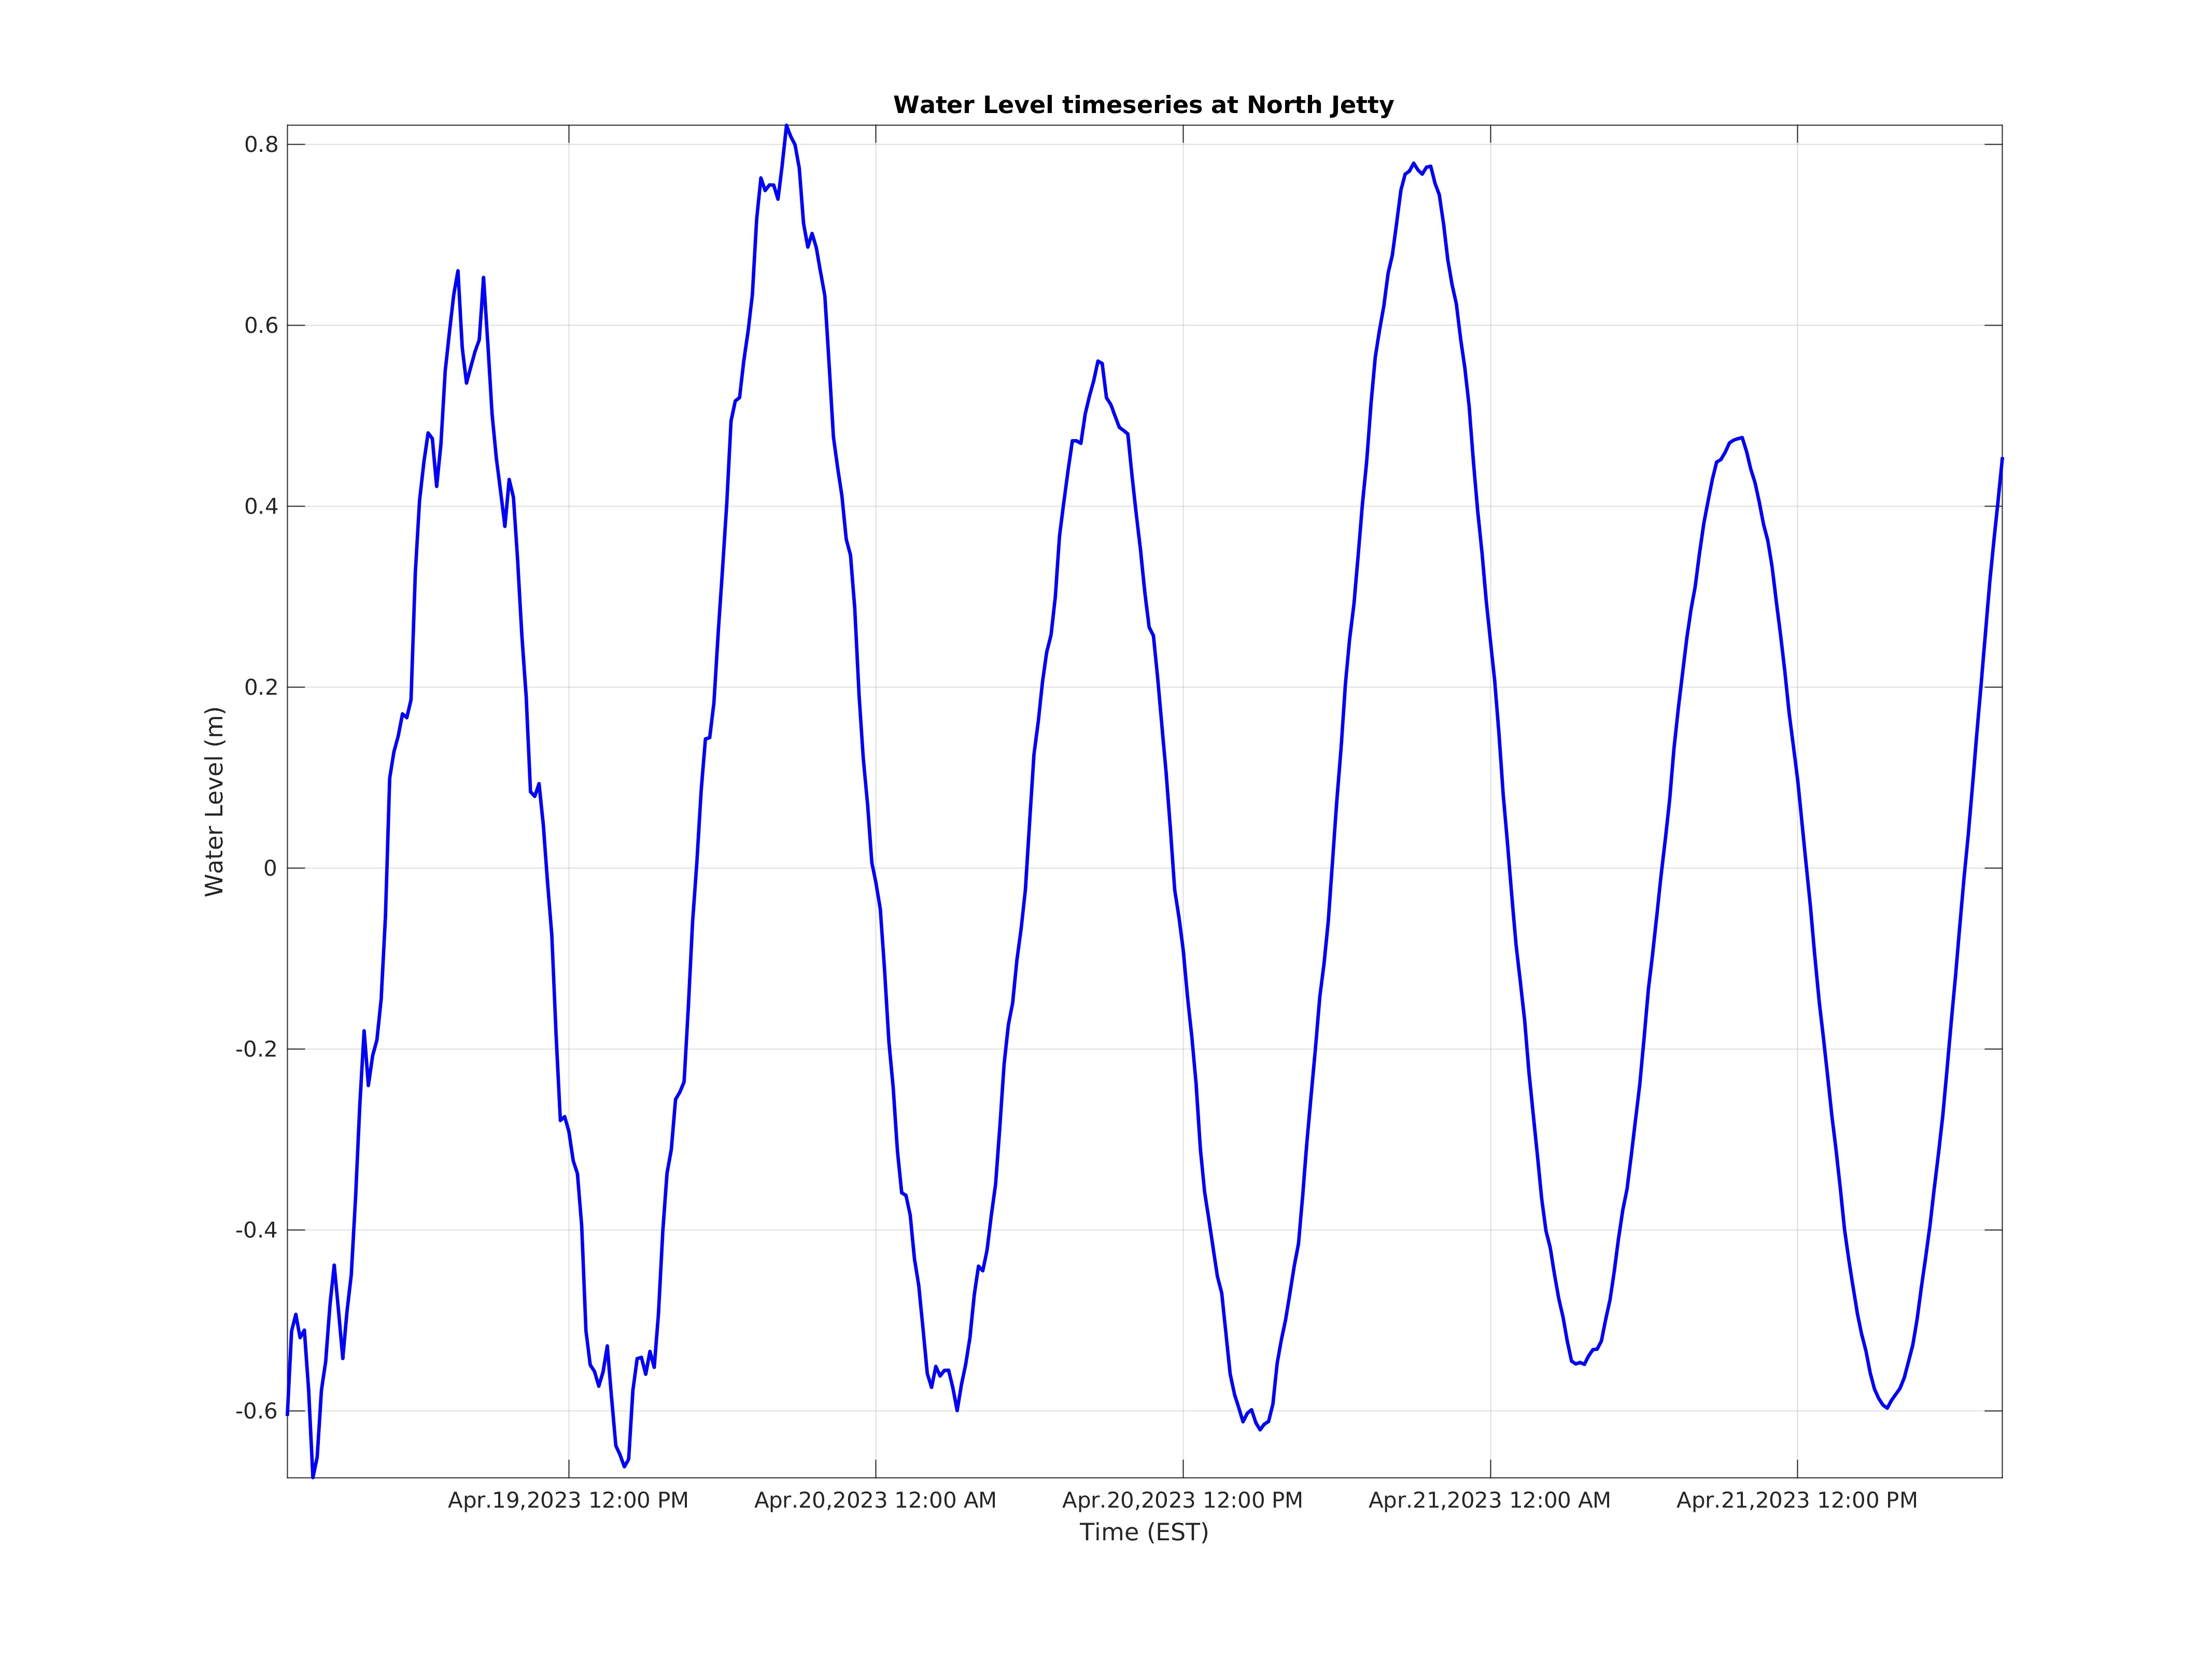 Water Level timeseries at North Jetty
Water Level (m)
0.8
0.6
0.4
0.2
0
-0.2
-0.4
-0.6
Apr.19,2023 12:00 PM
Apr.20,2023 12:00 AM
Apr.20,2023 12:00 PM
Apr.21,2023 12:00 AM
Apr.21,2023 12:00 PM
Time (EST)